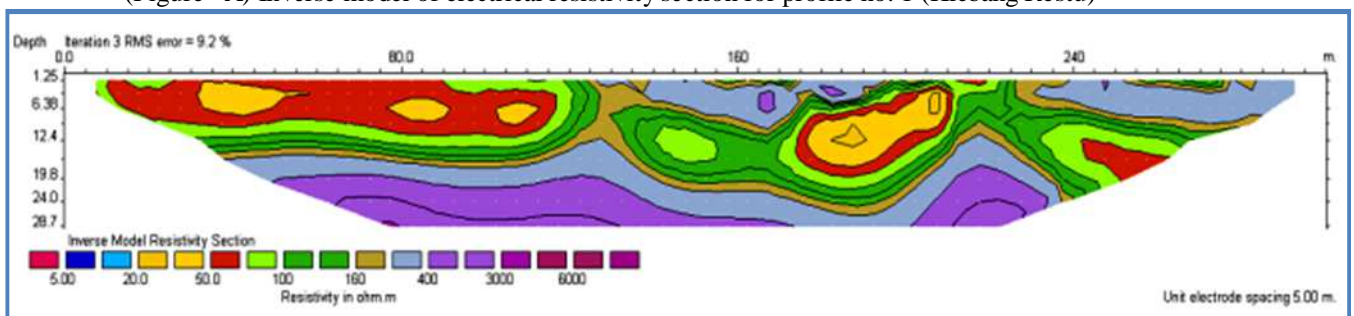 Depth Iteration 3 RMS error = 9.2 %
0.0 80.0 160 240 m.
1.25
6.38
12.4
19.8
24.0
28.7
Inverse Model Resistivity Section
5.00 20.0 50.0 100 160 400 3000 6000
Resistivity in ohm.m
Unit electrode spacing 5.00 m.